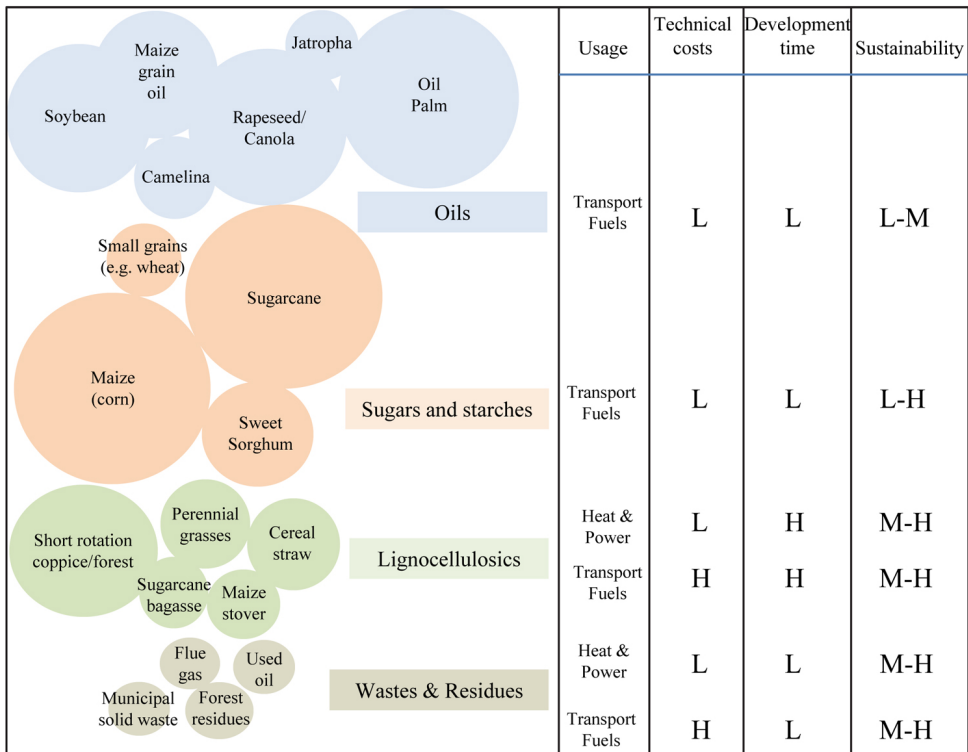 Usage
Technical
costs
Development
time
Sustainability
Jatropha
Maize
grain
oil
Oil
Palm
Soybean
Rapeseed/
Canola
Camelina
Oils
Transport
Fuels
L
L
L-M
Small grains
(e.g. wheat)
Sugarcane
Maize
(corn)
Sweet
Sorghum
Sugars and starches
Transport
Fuels
L
L
L-H
Perennial
grasses
Short rotation
coppice/forest
Cereal
straw
Sugarcane
bagasse
Maize
stover
Lignocellulosics
Heat &
Power
L
H
M-H
Transport
Fuels
H
H
M-H
Flue
gas
Used
oil
Municipal
solid waste
Forest
residues
Wastes & Residues
Heat &
Power
L
L
M-H
Transport
Fuels
H
L
M-H